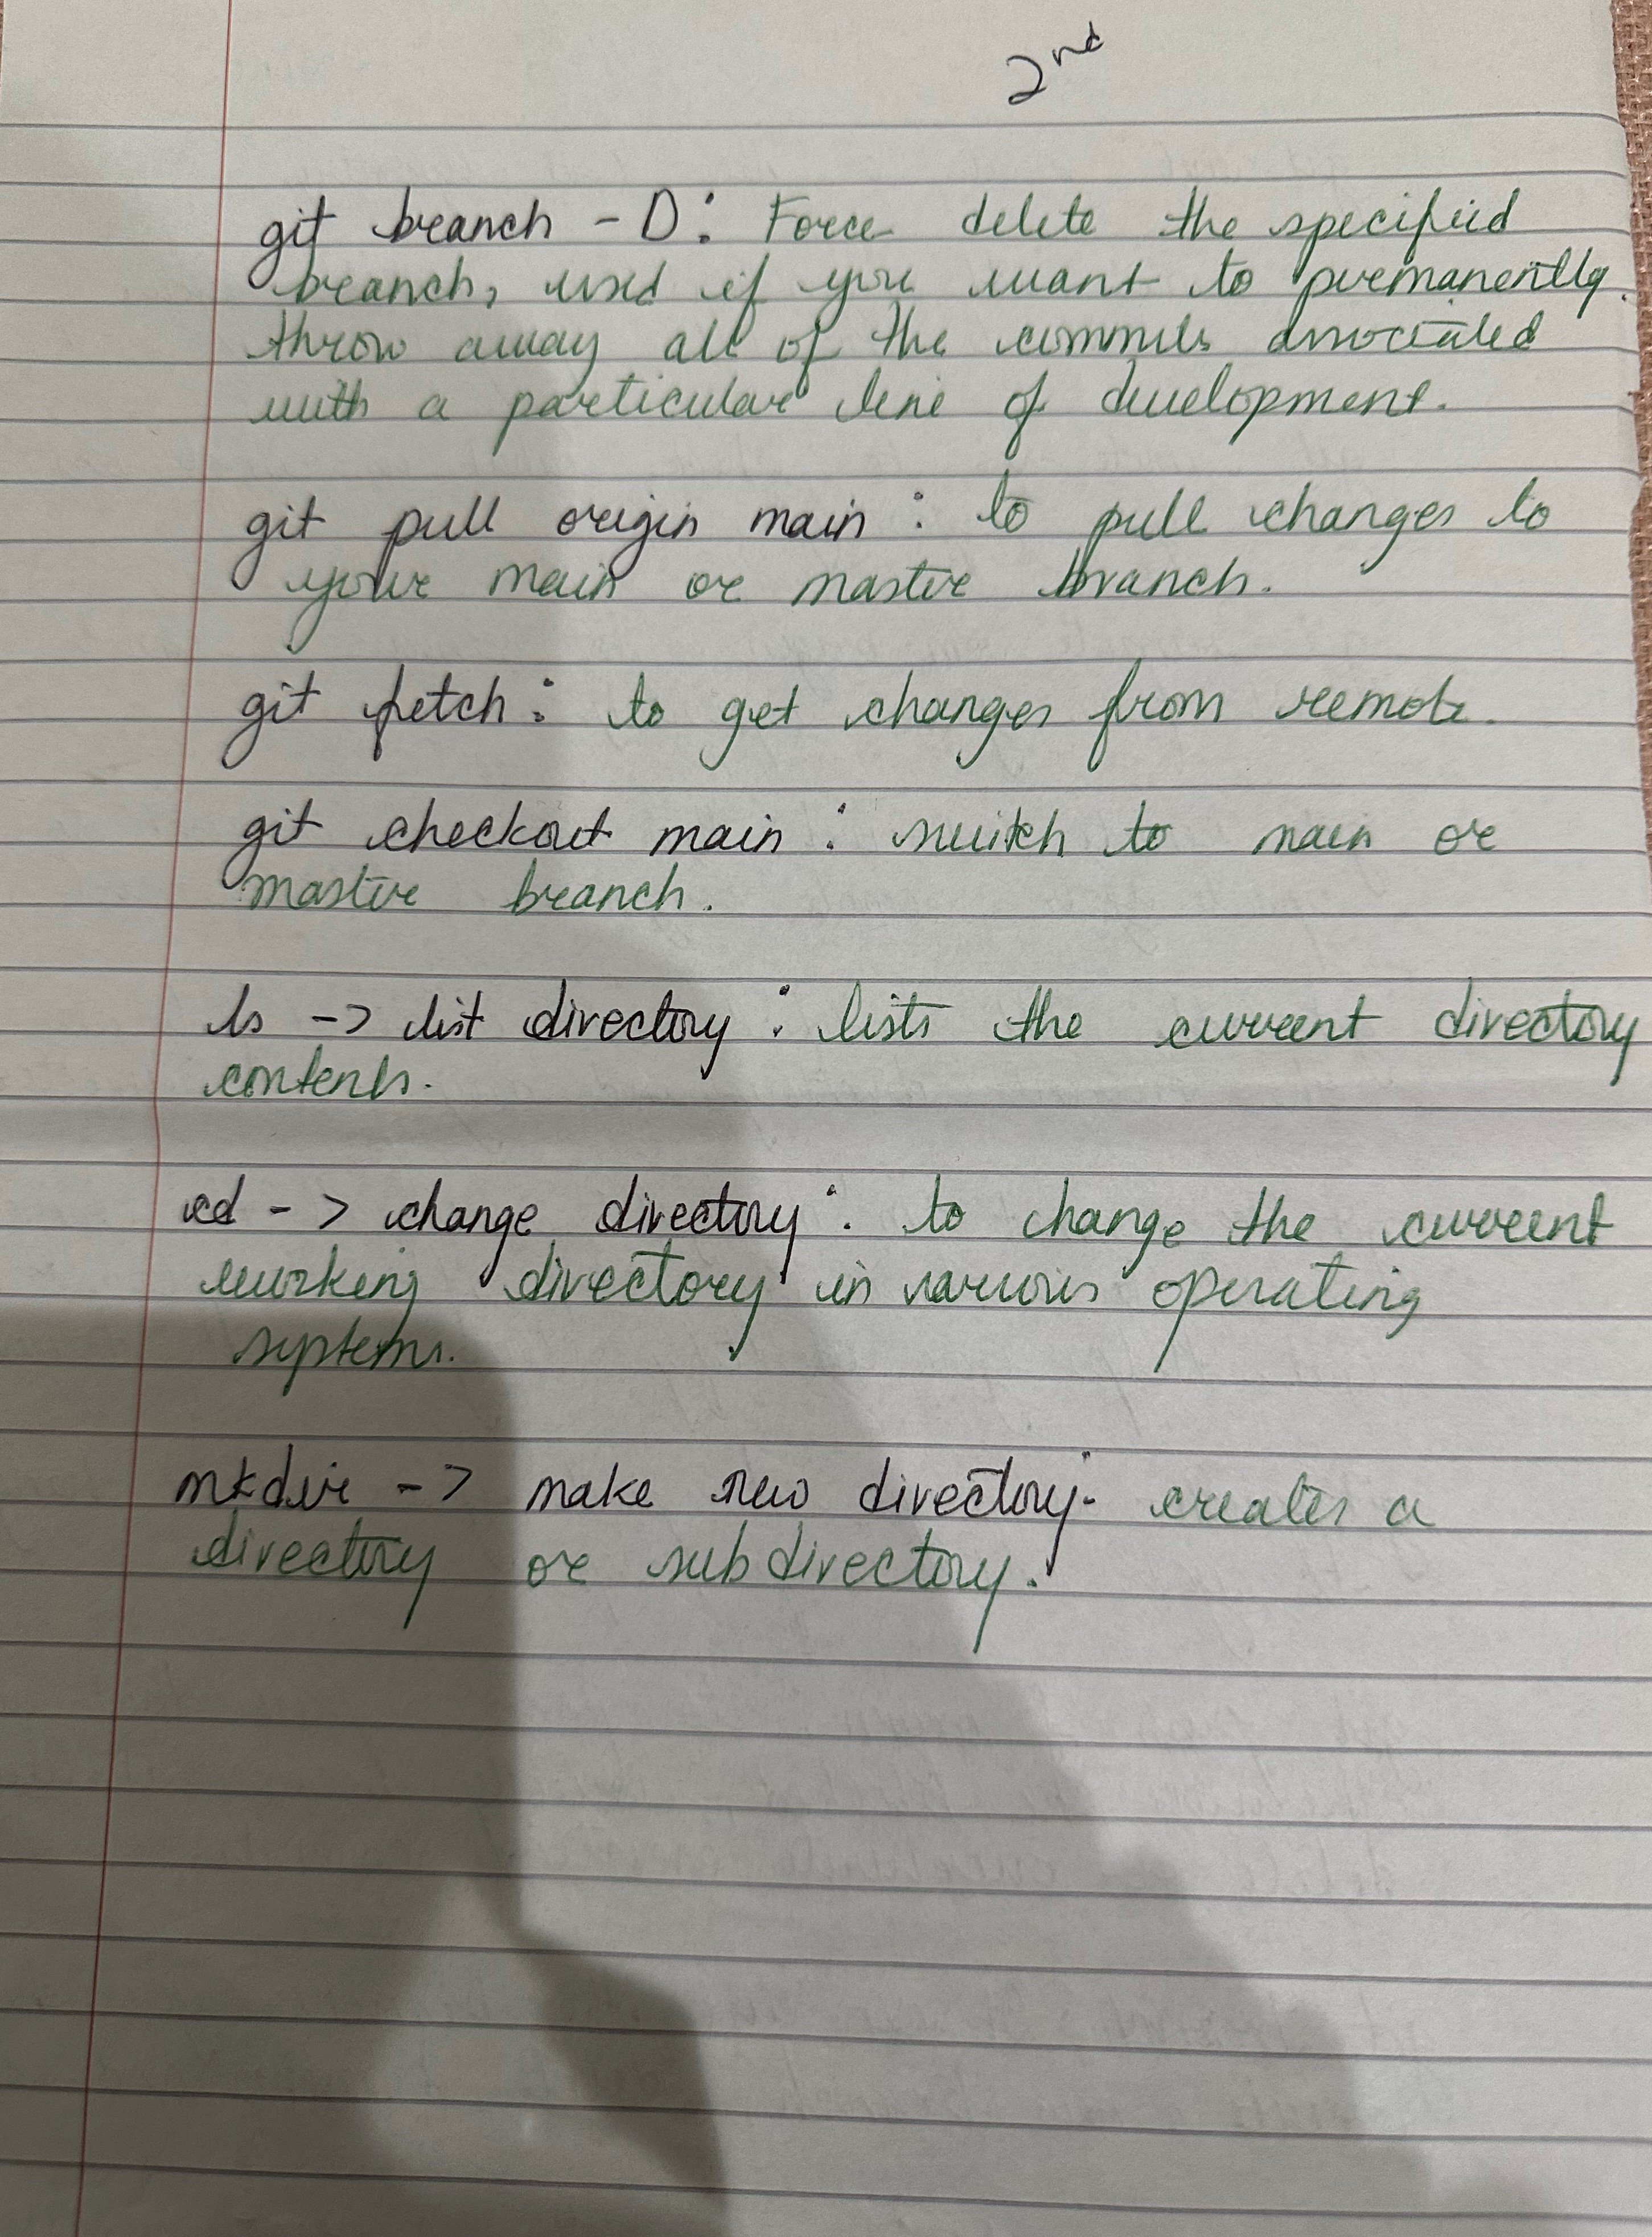 2nd
git branch - D: Force delete the specified
branch, used if you want to permanently
throw away all of the commits associated
with a particular line of development.
git pull origin main : to pull changes to
your main or master branch.
git fetch : to get changes from remote.
git checkout main : switch to main or
master branch.
ls -> list directory : lists the current directory
contents.
cd -> change directory : to change the current
working directory in various operating
systems.
mkdir -> make new directory- creates a
directory or subdirectory.